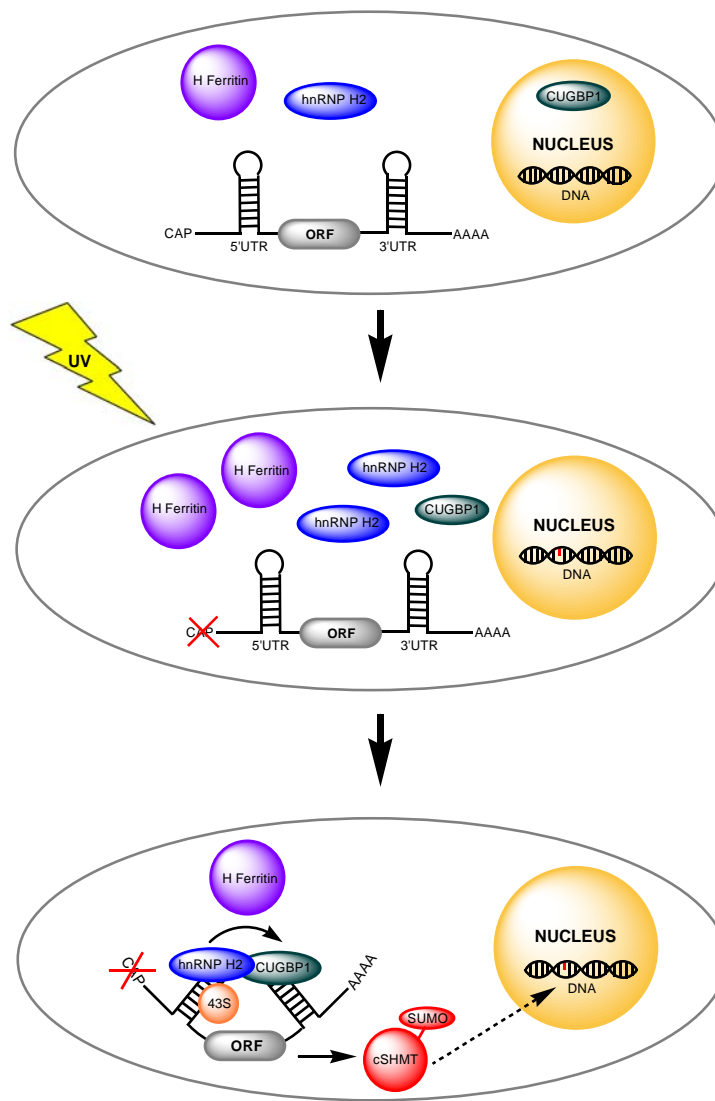 H Ferritin
hnRNP H2
CUGBP1
NUCLEUS
DNA
CAP
5'UTR
ORF
3'UTR
AAAA
UV
H Ferritin
H Ferritin
hnRNP H2
hnRNP H2
CUGBP1
NUCLEUS
DNA
CAP
5'UTR
ORF
3'UTR
AAAA
H Ferritin
CAP
hnRNP H2
CUGBP1
AAAA
43S
ORF
SUMO
cSHMT
NUCLEUS
DNA